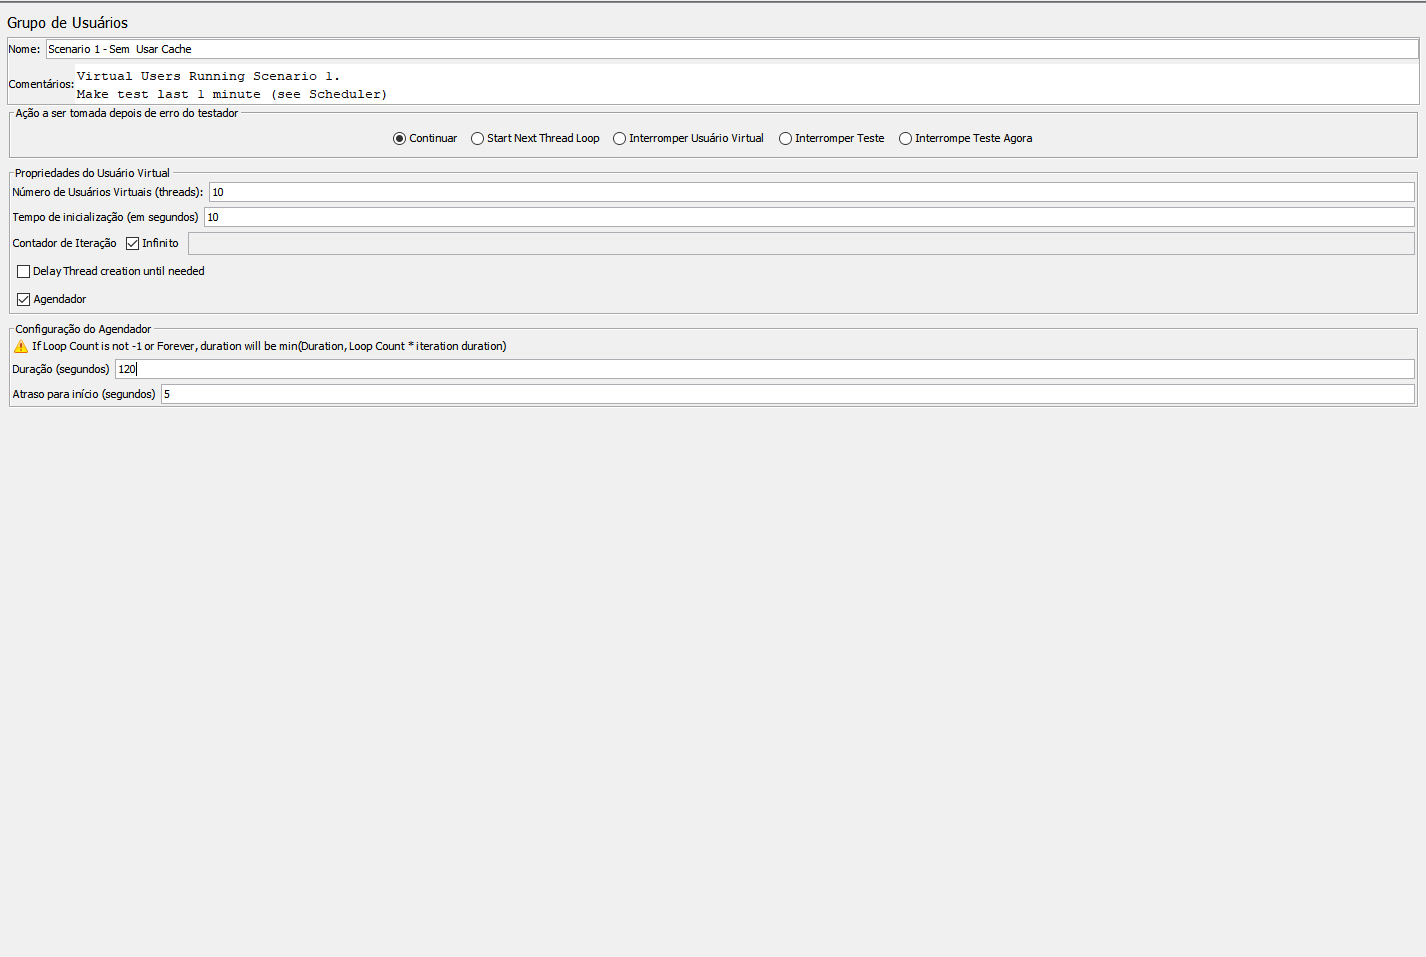 Grupo de Usuários
Nome: Scenario 1 - Sem  Usar Cache
Comentários: Virtual Users Running Scenario 1.
Make test last 1 minute (see Scheduler)
Ação a ser tomada depois de erro do testador
Continuar Start Next Thread Loop Interromper Usuário Virtual Interromper Teste Interrompe Teste Agora
Propriedades do Usuário Virtual
Número de Usuários Virtuais (threads): 10
Tempo de inicialização (em segundos) 10
Contador de Iteração Infinito
Delay Thread creation until needed
Agendador
Configuração do Agendador
If Loop Count is not -1 or Forever, duration will be min(Duration, Loop Count * iteration duration)
Duração (segundos) 120
Atraso para início (segundos) 5